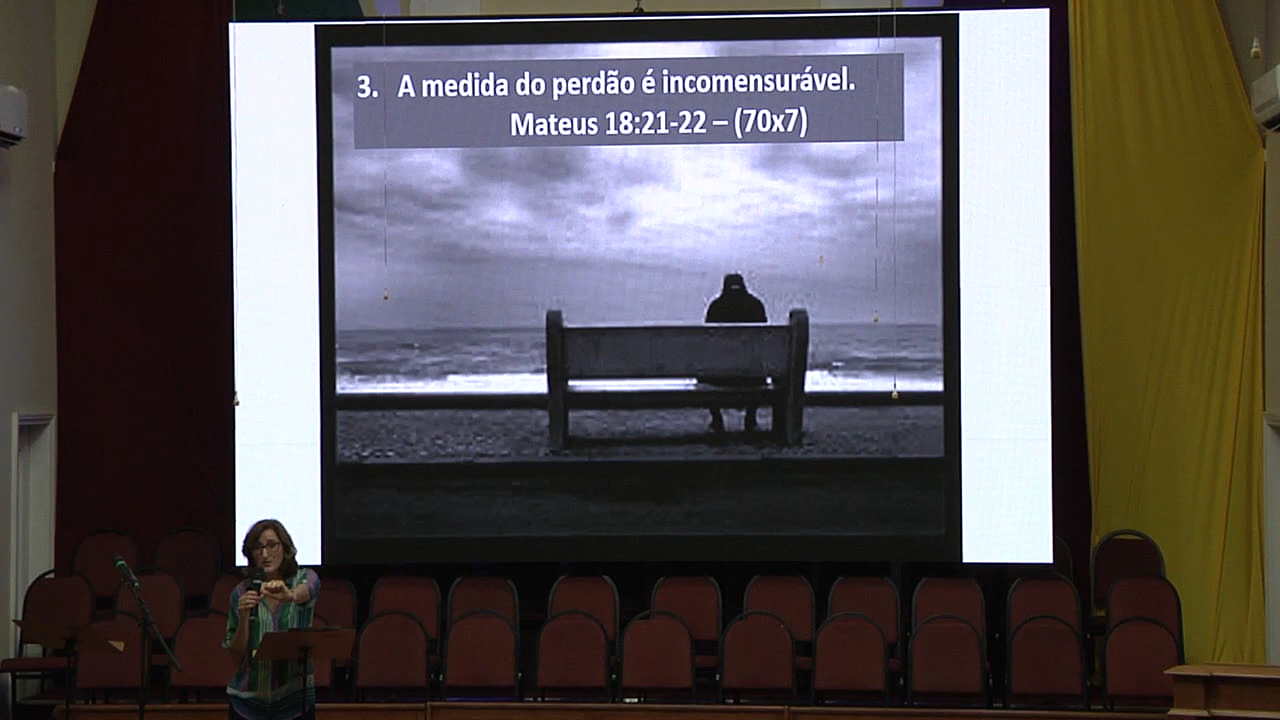 3. A medida do perdão é incomensurável.
Mateus 18:21-22 – (70x7)